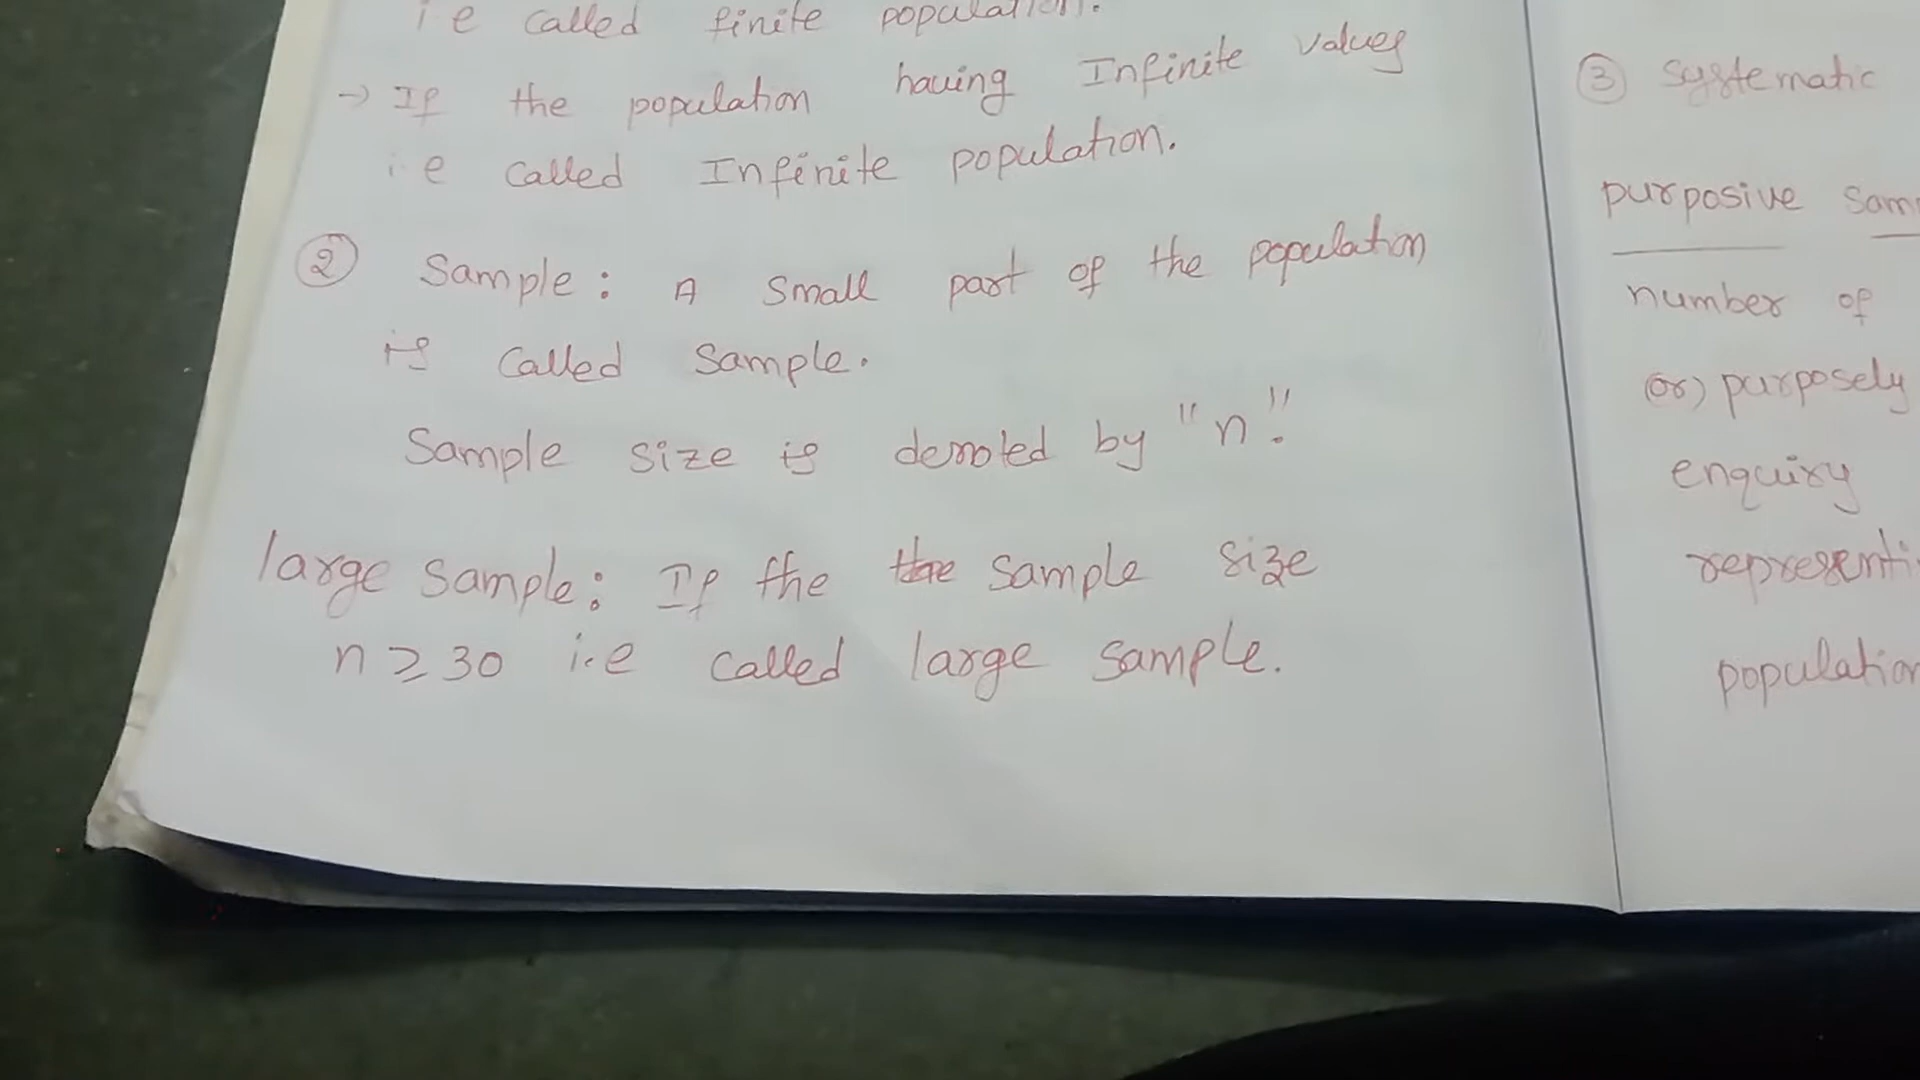 i e called finite population.
→ If the population having Infinite values
i.e called Infinite population.
② Sample : A small part of the population
is called sample.
Sample size is denoted by "n".
large sample: If the the sample size
n ≥ 30 i.e called large sample.
③ systematic
purposive Sam
number of
(or) purposely
enquiry
representi
population